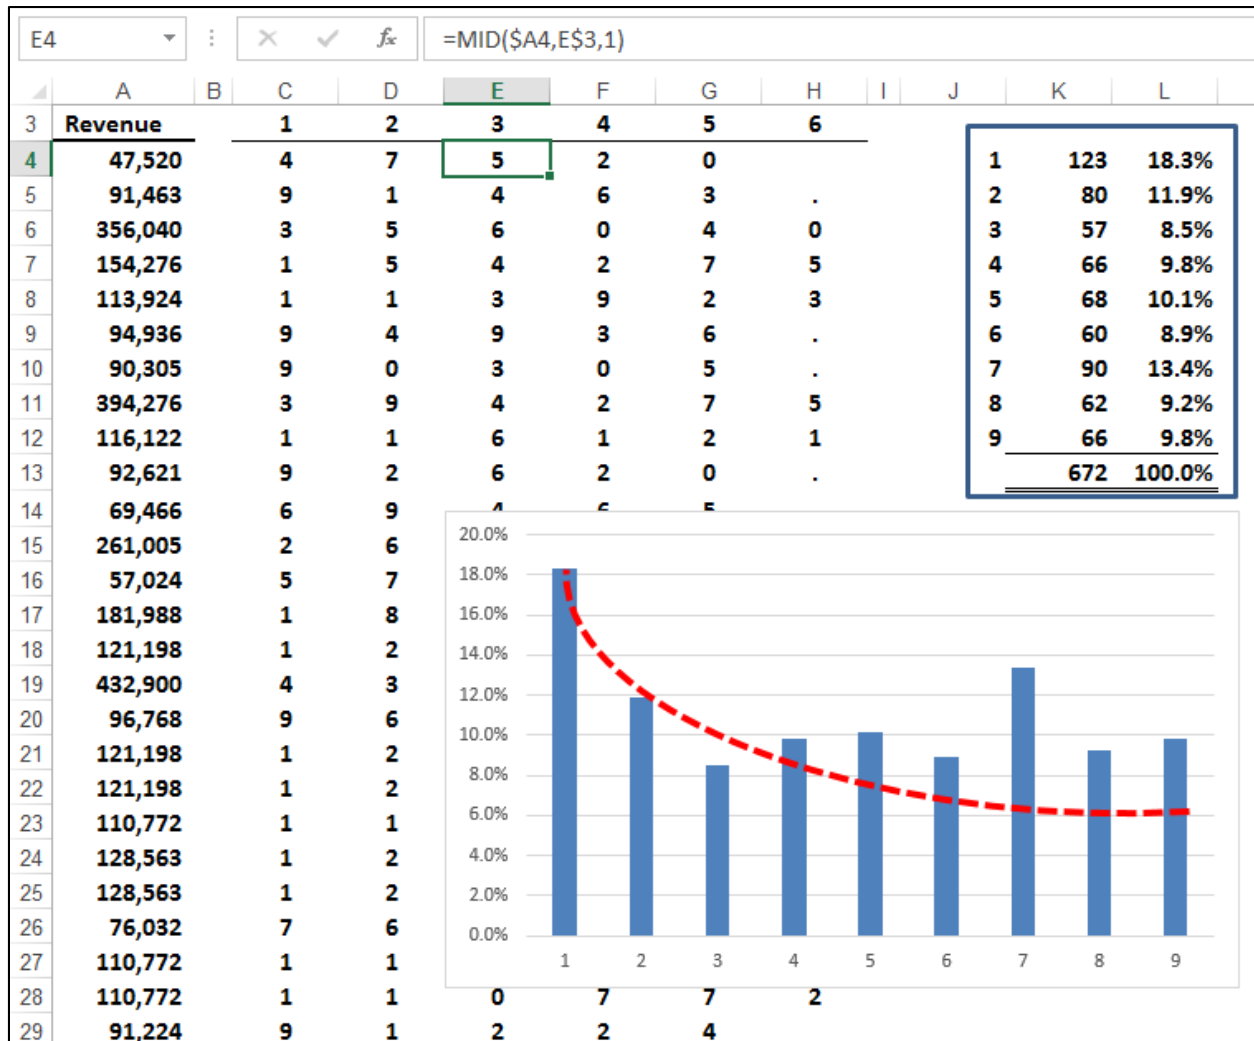 E4 fx =MID($A4,E$3,1)
A B C D E F G H I J K L
3 Revenue 1 2 3 4 5 6
4 47,520 4 7 5 2 0 1 123 18.3%
5 91,463 9 1 4 6 3 . 2 80 11.9%
6 356,040 3 5 6 0 4 0 3 57 8.5%
7 154,276 1 5 4 2 7 5 4 66 9.8%
8 113,924 1 1 3 9 2 3 5 68 10.1%
9 94,936 9 4 9 3 6 . 6 60 8.9%
10 90,305 9 0 3 0 5 . 7 90 13.4%
11 394,276 3 9 4 2 7 5 8 62 9.2%
12 116,122 1 1 6 1 2 1 9 66 9.8%
13 92,621 9 2 6 2 0 . 672 100.0%
14 69,466 6 9 4 6 5
15 261,005 2 6
16 57,024 5 7
17 181,988 1 8
18 121,198 1 2
19 432,900 4 3
20 96,768 9 6
21 121,198 1 2
22 121,198 1 2
23 110,772 1 1
24 128,563 1 2
25 128,563 1 2
26 76,032 7 6
27 110,772 1 1
28 110,772 1 1 0 7 7 2
29 91,224 9 1 2 2 4
20.0%
18.0%
16.0%
14.0%
12.0%
10.0%
8.0%
6.0%
4.0%
2.0%
0.0%
1 2 3 4 5 6 7 8 9